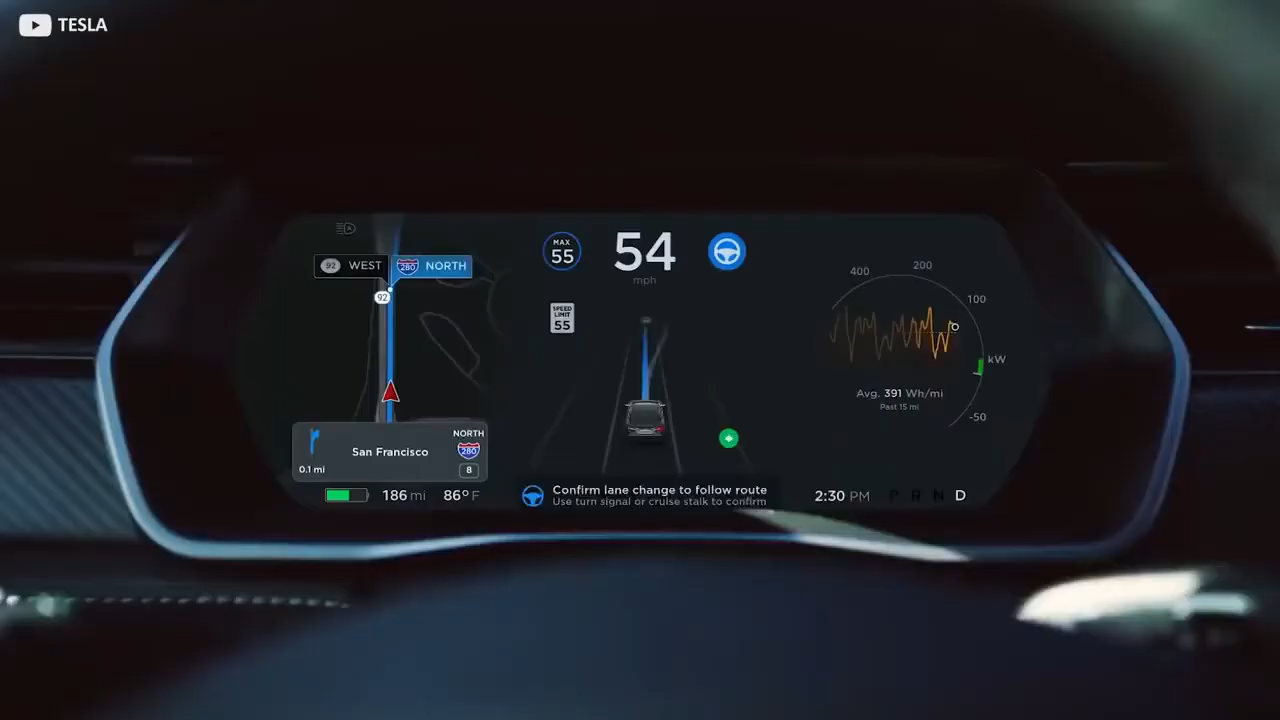 TESLA
92 WEST
280 NORTH
92
San Francisco
NORTH
280
8
0.1 mi
186 mi
86° F
MAX
55
54
mph
SPEED
LIMIT
55
Confirm lane change to follow route
Use turn signal or cruise stalk to confirm
400
200
100
kW
-50
Avg. 391 Wh/mi
Past 15 mi
2:30 PM
P R N D